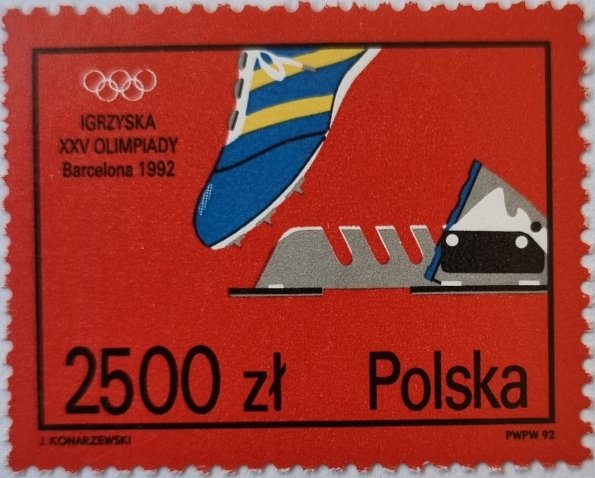 IGRZYSKA
XXV OLIMPIADY
Barcelona 1992
2500 zł Polska
J. KONARZEWSKI PWPW 92